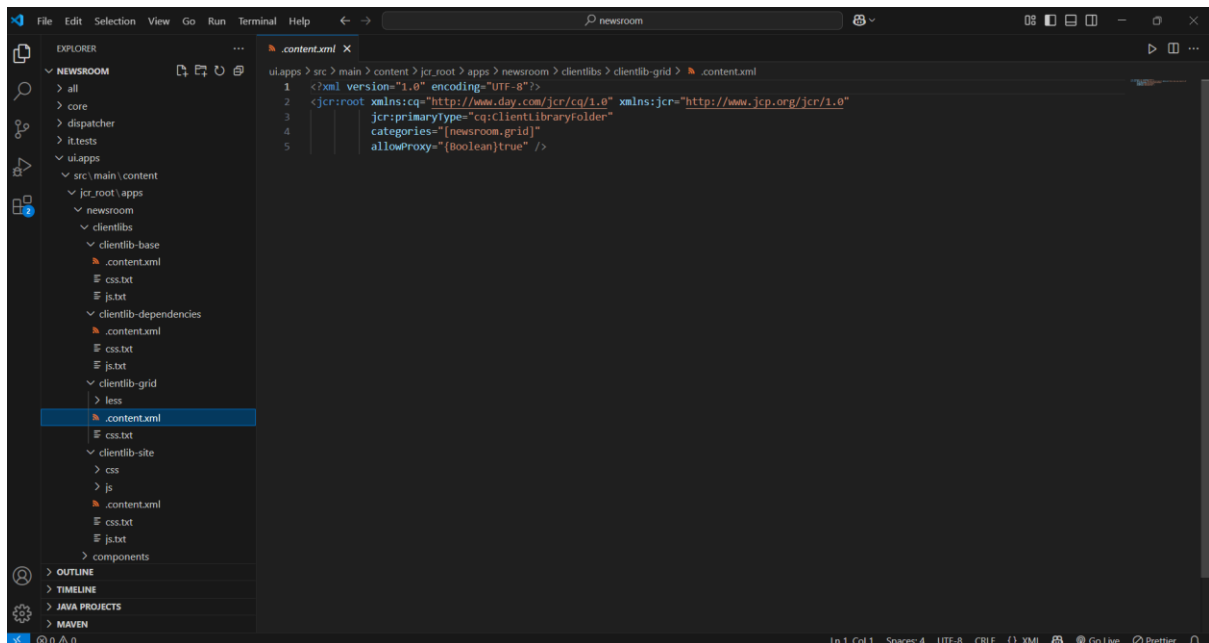 File Edit Selection View Go Run Terminal Help
newsroom
EXPLORER
NEWSROOM
all
core
dispatcher
it.tests
ui.apps
src\main\content
jcr_root\apps
newsroom
clientlibs
clientlib-base
.content.xml
css.txt
js.txt
clientlib-dependencies
.content.xml
css.txt
js.txt
clientlib-grid
less
.content.xml
css.txt
clientlib-site
css
js
.content.xml
css.txt
js.txt
components
OUTLINE
TIMELINE
JAVA PROJECTS
MAVEN
2
.content.xml
ui.apps > src > main > content > jcr_root > apps > newsroom > clientlibs > clientlib-grid > .content.xml
1 <?xml version="1.0" encoding="UTF-8"?>
2 <jcr:root xmlns:cq="http://www.day.com/jcr/cq/1.0" xmlns:jcr="http://www.jcp.org/jcr/1.0"
3 jcr:primaryType="cq:ClientLibraryFolder"
4 categories="[newsroom.grid]"
5 allowProxy="{Boolean}true" />
0 0 Ln 1, Col 1 Spaces: 4 UTF-8 CRLF {} XML Go Live Prettier